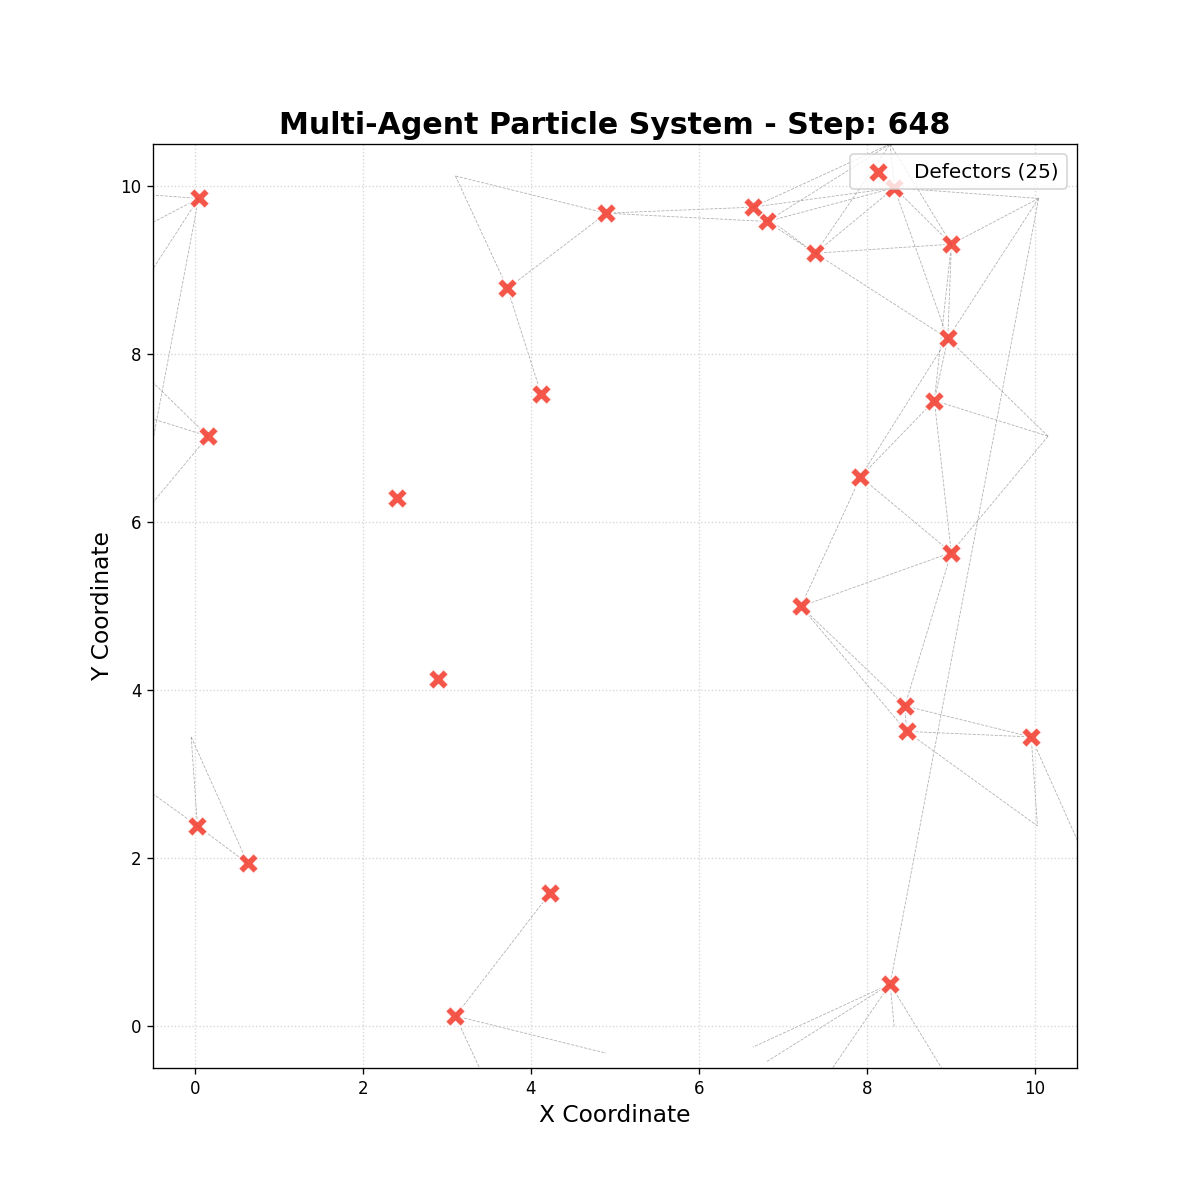 Multi-Agent Particle System - Step: 648
Defectors (25)
10
8
6
4
2
0
Y Coordinate
0 2 4 6 8 10
X Coordinate